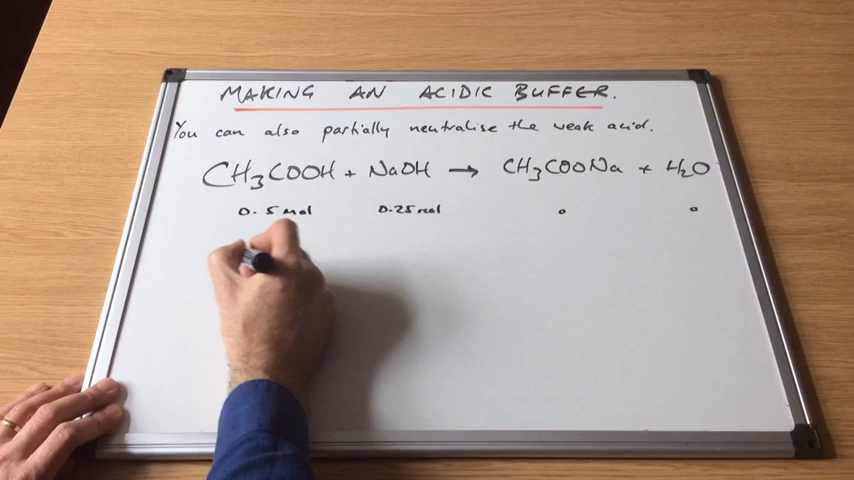 MAKING AN ACIDIC BUFFER.
You can also partially neutralise the weak acid.
CH₃COOH + NaOH → CH₃COONa + H₂O
0.5 mol 0.25 mol 0 0